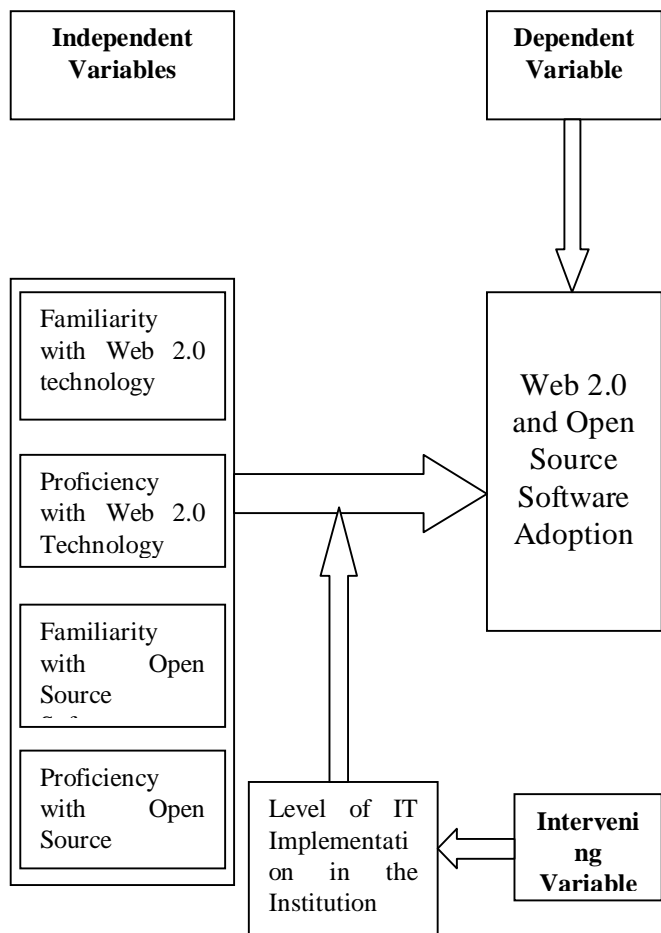 Independent
Variables
Dependent
Variable
Familiarity
with Web 2.0
technology
Proficiency
with Web 2.0
Technology
Familiarity
with Open
Source
Proficiency
with Open
Source
Web 2.0
and Open
Source
Software
Adoption
Level of IT
Implementati
on in the
Institution
Interveni
ng
Variable